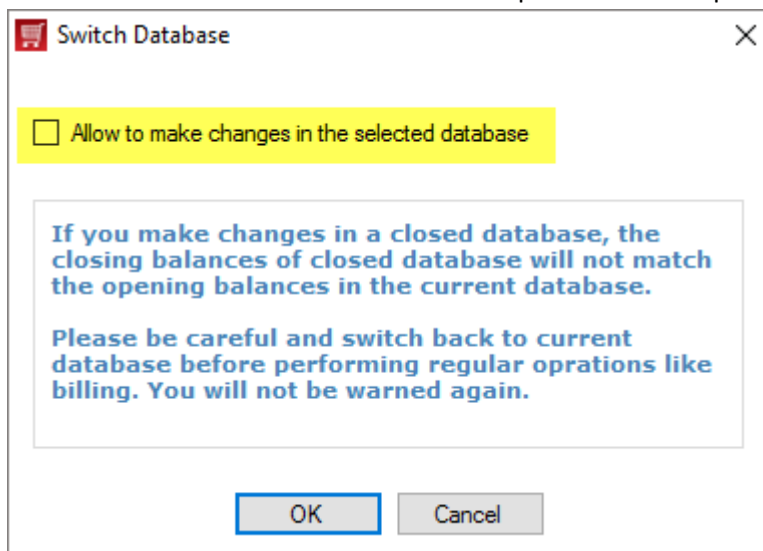 Switch Database
Allow to make changes in the selected database
If you make changes in a closed database, the
closing balances of closed database will not match
the opening balances in the current database.
Please be careful and switch back to current
database before performing regular oprations like
billing. You will not be warned again.
OK
Cancel